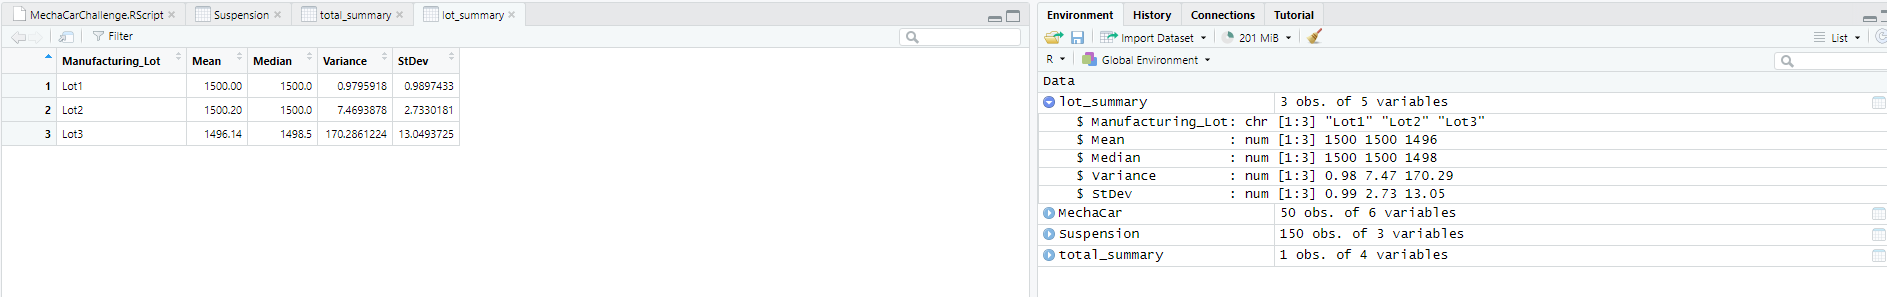 MechaCarChallenge.RScript Suspension total_summary lot_summary
Filter
Manufacturing_Lot Mean Median Variance StDev
1 Lot1 1500.00 1500.0 0.9795918 0.9897433
2 Lot2 1500.20 1500.0 7.4693878 2.7330181
3 Lot3 1496.14 1498.5 170.2861224 13.0493725
Environment History Connections Tutorial
Import Dataset 201 MiB List
R Global Environment
Data
lot_summary 3 obs. of 5 variables
$ Manufacturing_Lot: chr [1:3] "Lot1" "Lot2" "Lot3"
$ Mean : num [1:3] 1500 1500 1496
$ Median : num [1:3] 1500 1500 1498
$ Variance : num [1:3] 0.98 7.47 170.29
$ StDev : num [1:3] 0.99 2.73 13.05
MechaCar 50 obs. of 6 variables
Suspension 150 obs. of 3 variables
total_summary 1 obs. of 4 variables